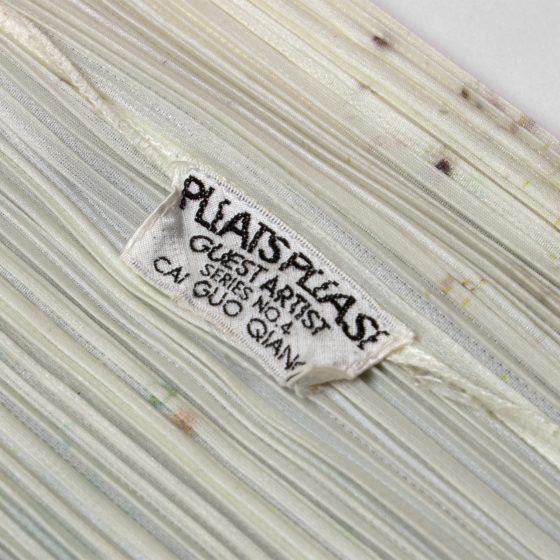 PLEATS PLEASE
GUEST ARTIST
SERIES NO.4
CAI GUO QIANG